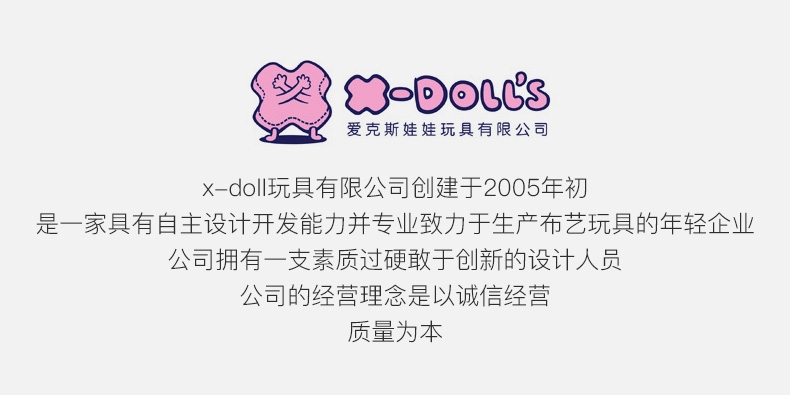 X-DOLL'S
爱克斯娃娃玩具有限公司
x-doll玩具有限公司创建于2005年初
是一家具有自主设计开发能力并专业致力于生产布艺玩具的年轻企业
公司拥有一支素质过硬敢于创新的设计人员
公司的经营理念是以诚信经营
质量为本